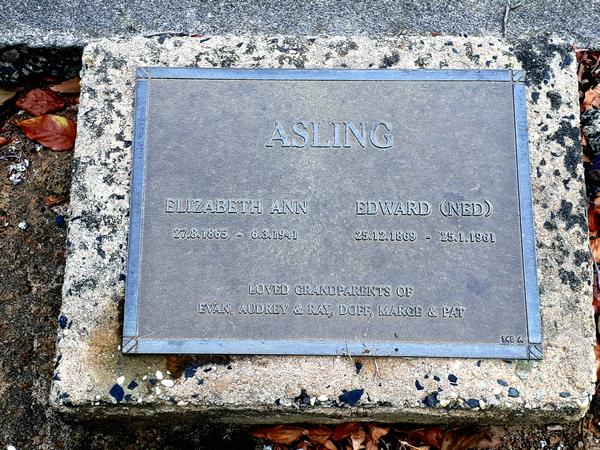 ASLING
ELIZABETH ANN EDWARD (NED)
27.8.1865 - 6.3.1941 25.12.1869 - 25.1.1961
LOVED GRANDPARENTS OF
EVAN, AUDREY & RAY, DOFF, MARGE & PAT
148 A